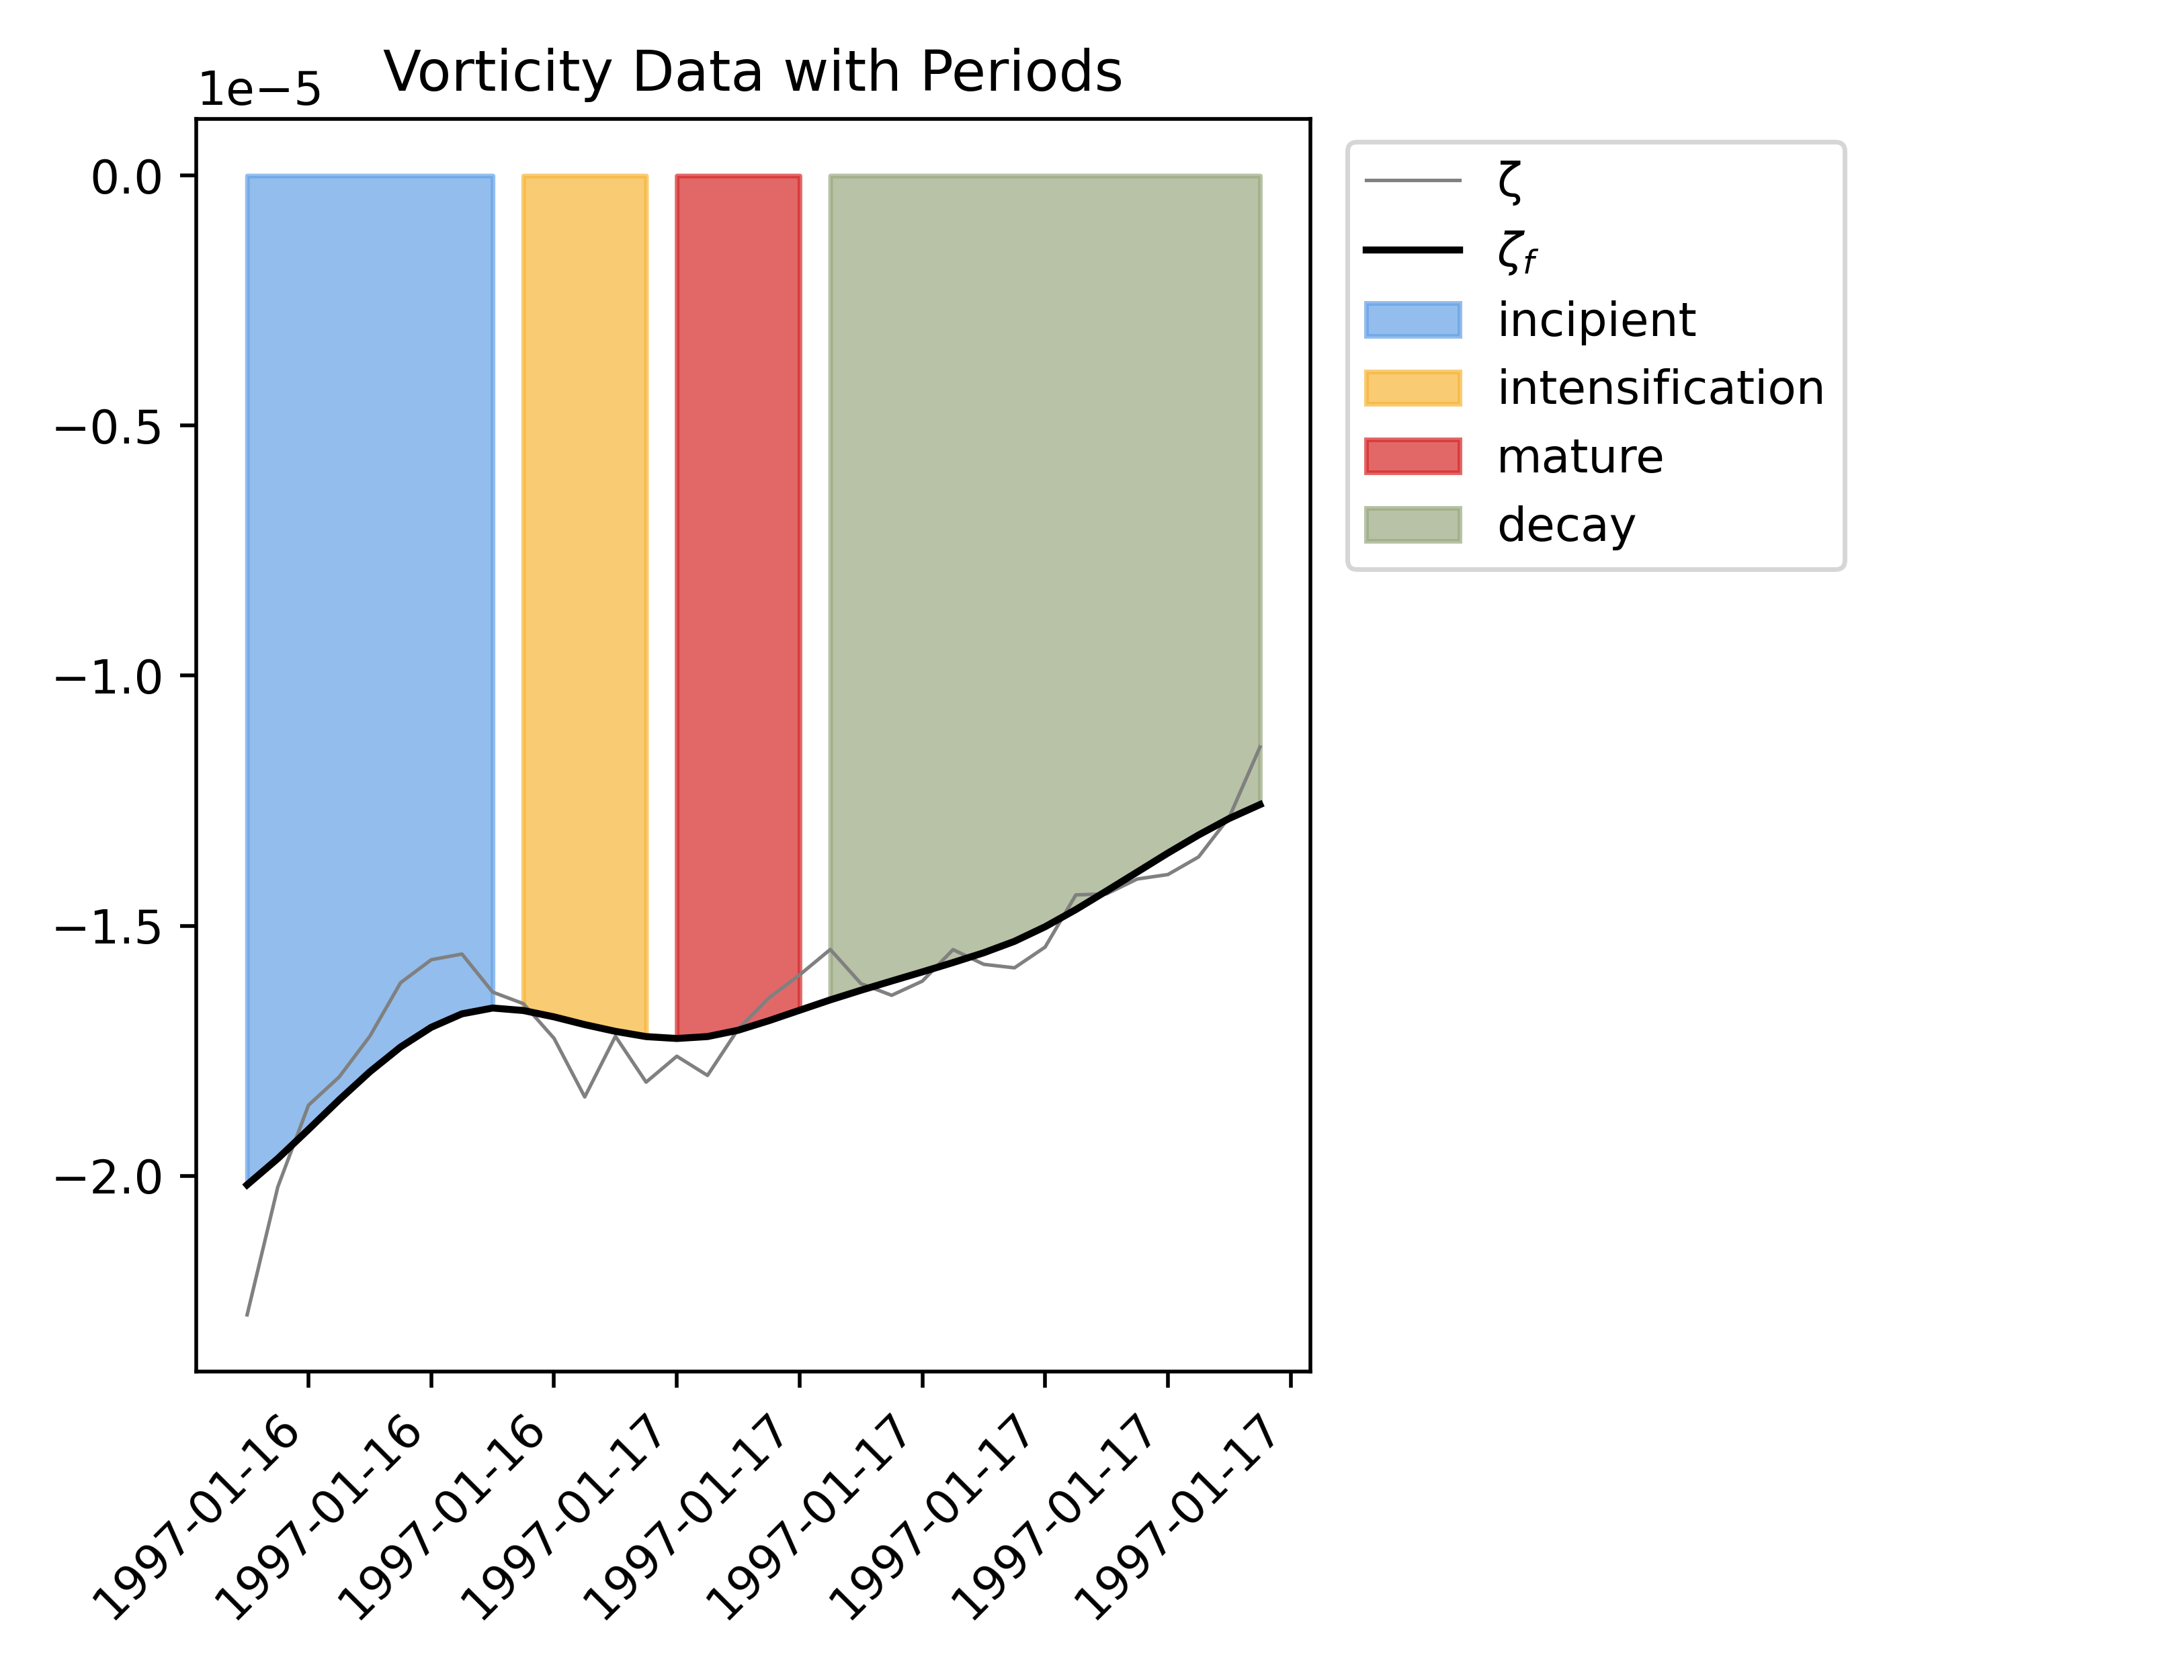 Vorticity Data with Periods
1e−5
0.0
−0.5
−1.0
−1.5
−2.0
1997-01-16
1997-01-16
1997-01-16
1997-01-17
1997-01-17
1997-01-17
1997-01-17
1997-01-17
1997-01-17
ζ
ζf
incipient
intensification
mature
decay